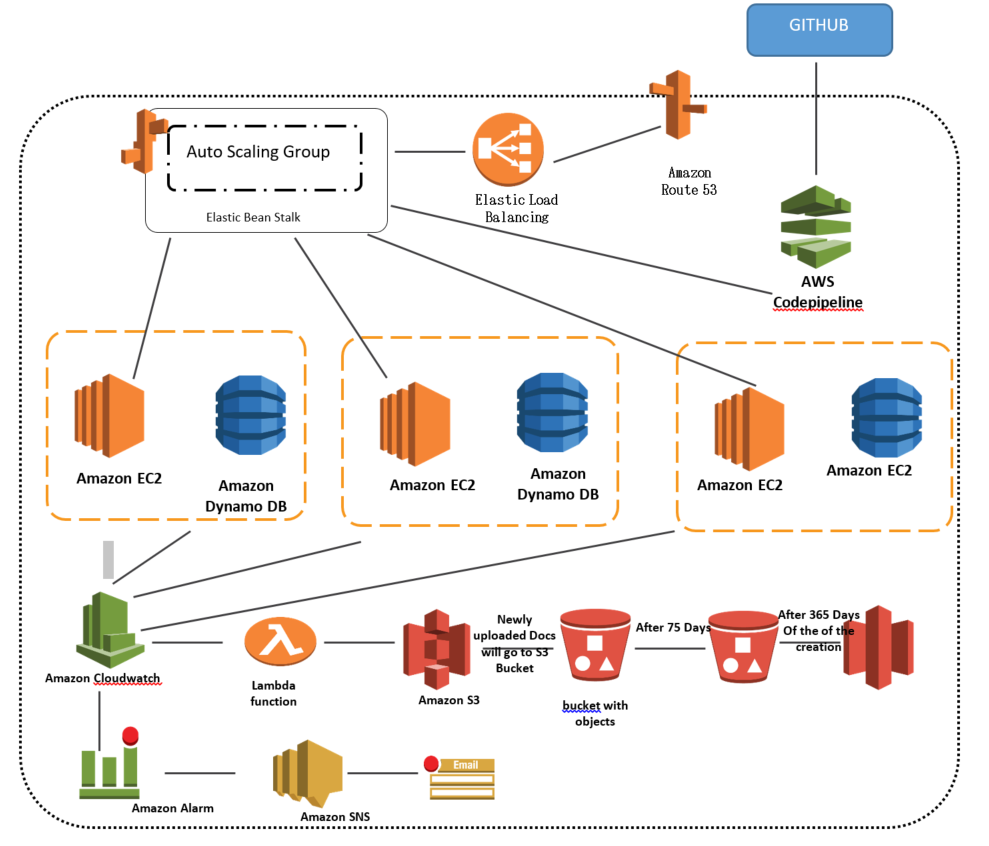 GITHUB
Auto Scaling Group
Elastic Bean Stalk
Elastic Load
Balancing
Amazon
Route 53
AWS
Codepipeline
Amazon EC2
Amazon
Dynamo DB
Amazon EC2
Amazon
Dynamo DB
Amazon EC2
Amazon EC2
Amazon Cloudwatch
Lambda
function
Amazon S3
Newly
uploaded Docs
will go to S3
Bucket
bucket with
objects
After 75 Days
After 365 Days
Of the of the
creation
Amazon Alarm
Amazon SNS
Email